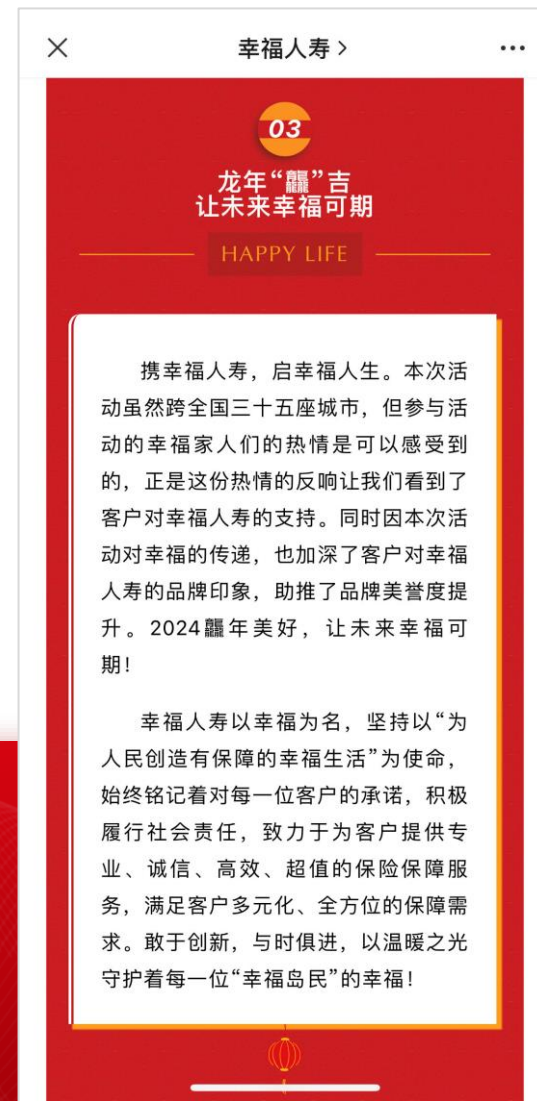 幸福人寿 >
03
龙年“龘”吉
让未来幸福可期
HAPPY LIFE
携幸福人寿，启幸福人生。本次活
动虽然跨全国三十五座城市，但参与活
动的幸福家人们的热情是可以感受到
的，正是这份热情的反响让我们看到了
客户对幸福人寿的支持。同时因本次活
动对幸福的传递，也加深了客户对幸福
人寿的品牌印象，助推了品牌美誉度提
升。2024龘年美好，让未来幸福可
期！
幸福人寿以幸福为名，坚持以“为
人民创造有保障的幸福生活”为使命，
始终铭记着对每一位客户的承诺，积极
履行社会责任，致力于为客户提供专
业、诚信、高效、超值的保险保障服
务，满足客户多元化、全方位的保障需
求。敢于创新，与时俱进，以温暖之光
守护着每一位“幸福岛民”的幸福！